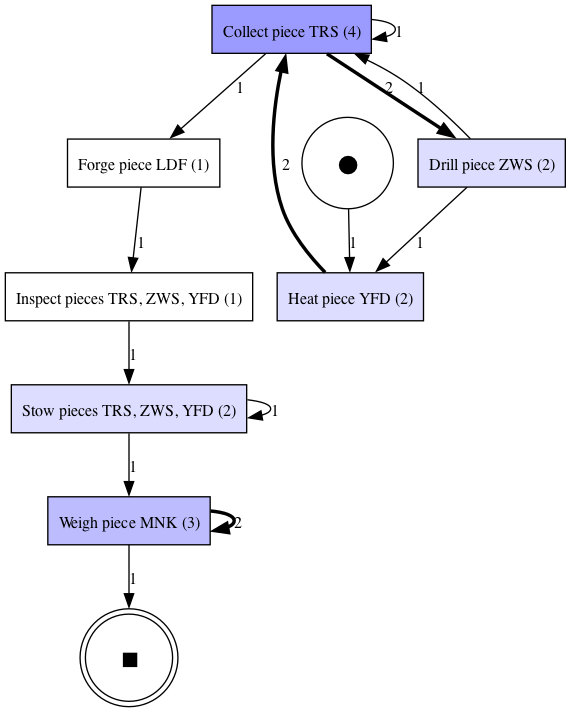 Collect piece TRS (4)
1
1
2
1
Forge piece LDF (1)
●
Drill piece ZWS (2)
2
1
1
1
Inspect pieces TRS, ZWS, YFD (1)
Heat piece YFD (2)
1
Stow pieces TRS, ZWS, YFD (2)
1
1
Weigh piece MNK (3)
2
1
■